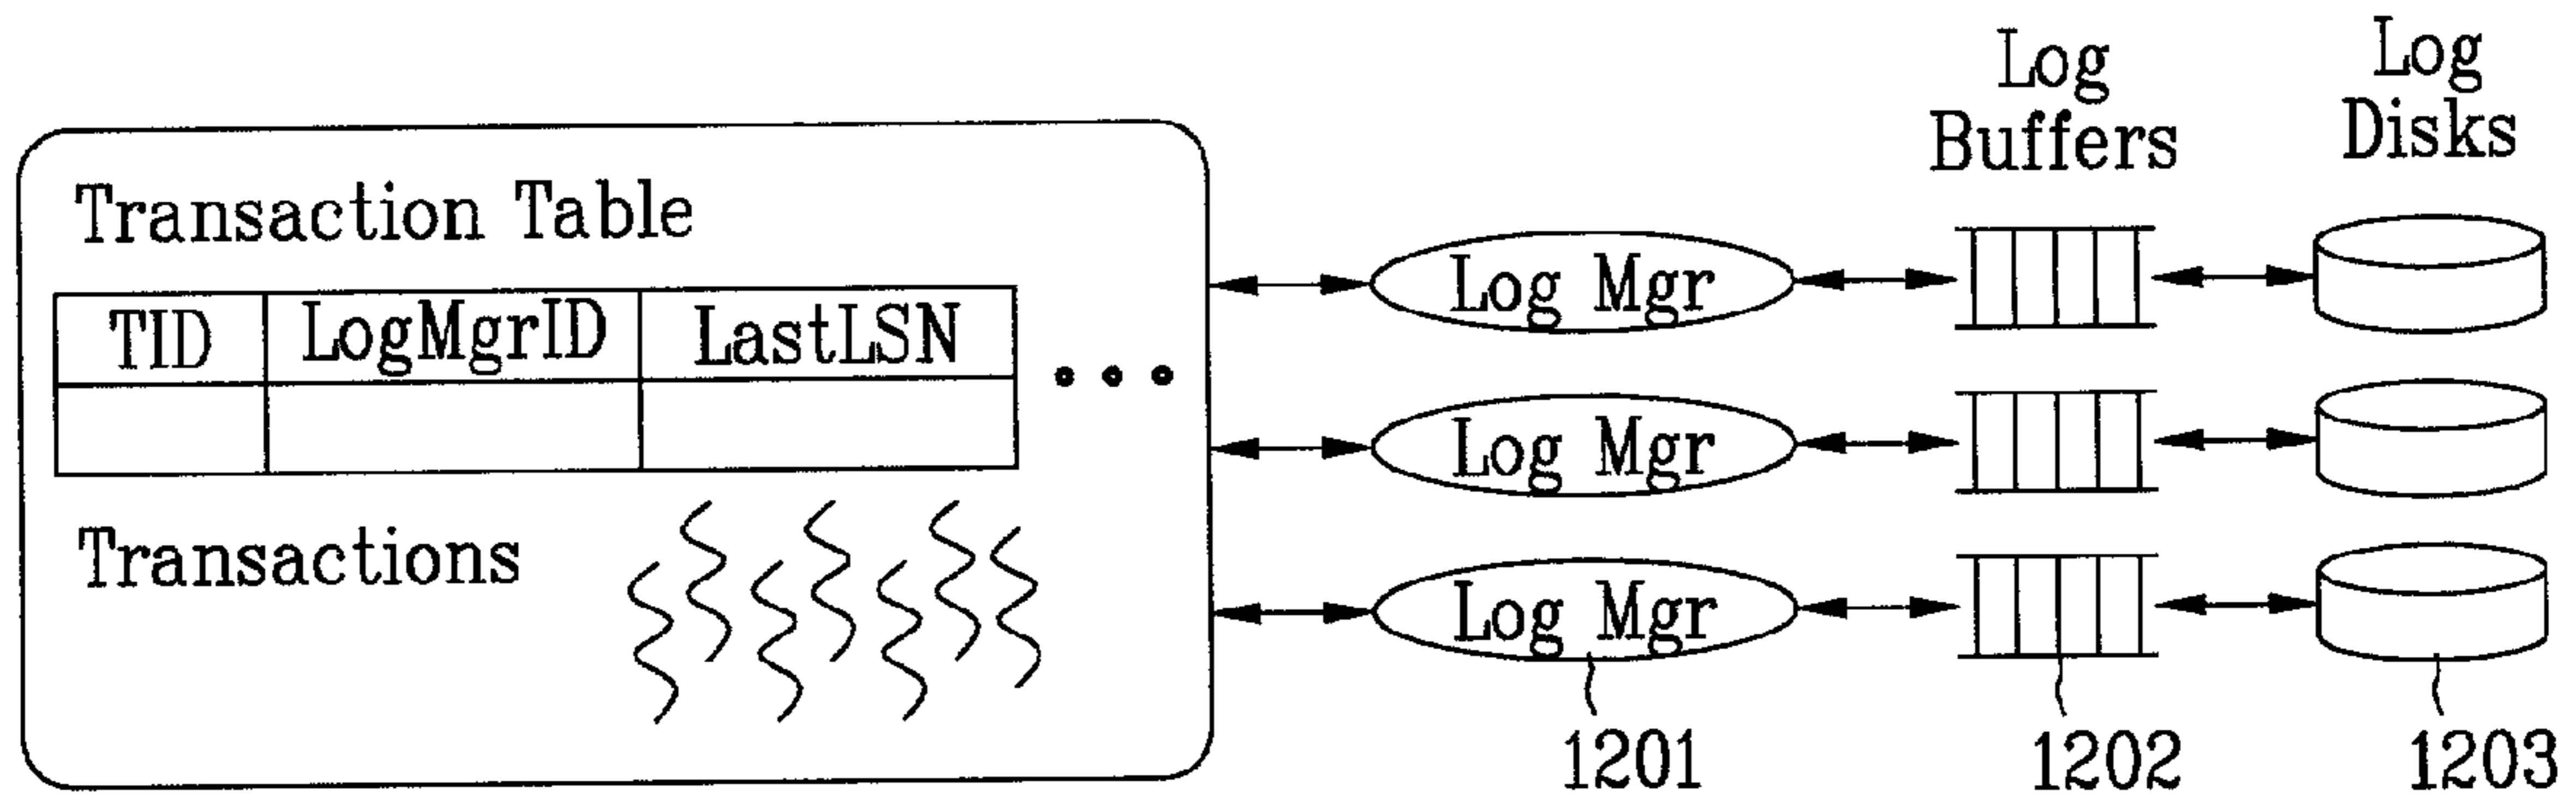 Log
Buffers
Log
Disks
Transaction Table
TID LogMgrID LastLSN
Transactions
Log Mgr
Log Mgr
Log Mgr
1201 1202 1203